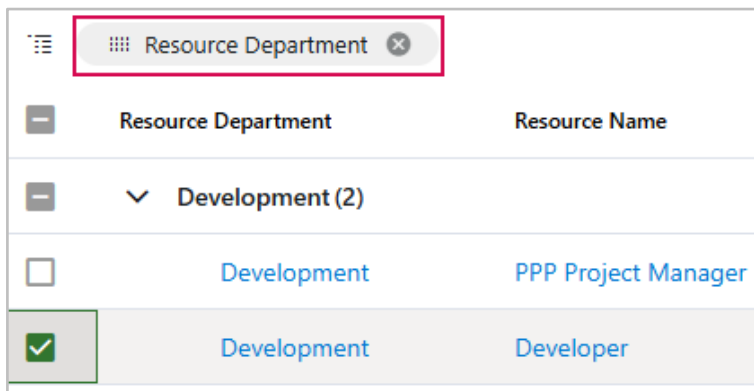 Resource Department
Resource Department Resource Name
Development (2)
Development PPP Project Manager
Development Developer